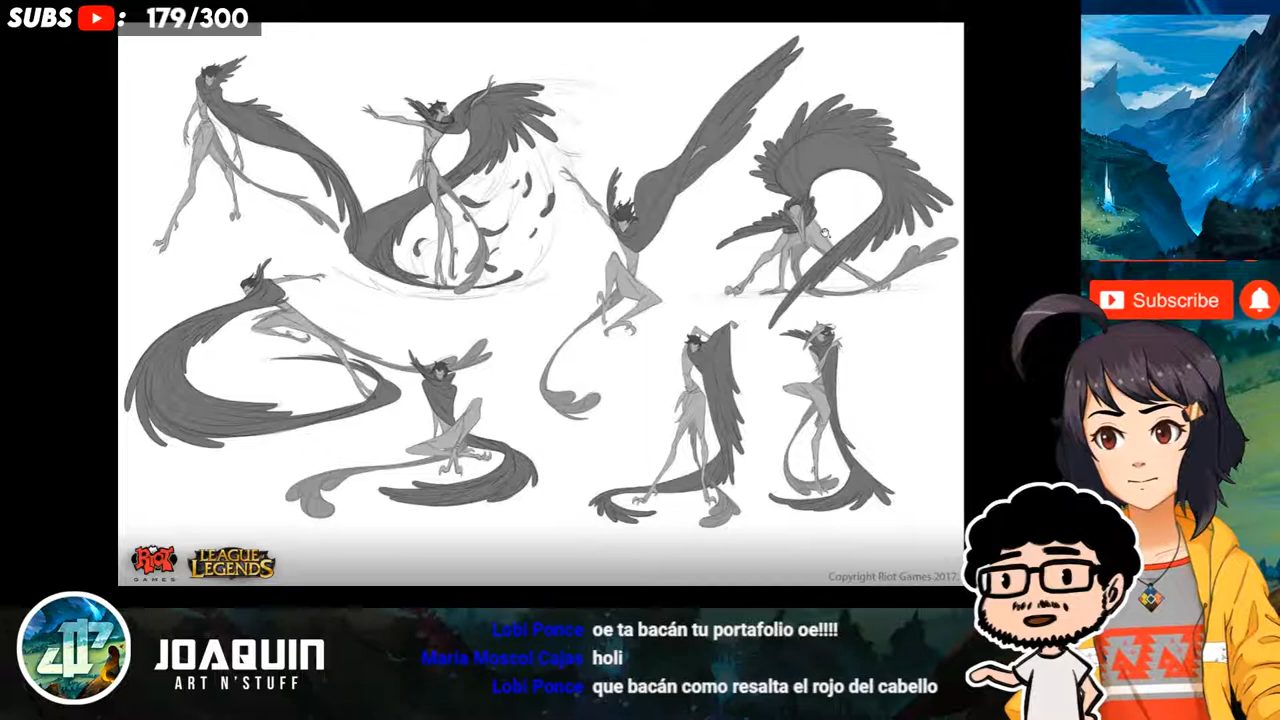 SUBS : 179/300
RIOT
GAMES
LEAGUE
OF
LEGENDS
Copyright Riot Games 2017.
Subscribe
JOAQUIN
ART N'STUFF
Lobi Ponce oe ta bacán tu portafolio oe!!!!
Maria Moscol Cajas holi
Lobi Ponce que bacán como resalta el rojo del cabello